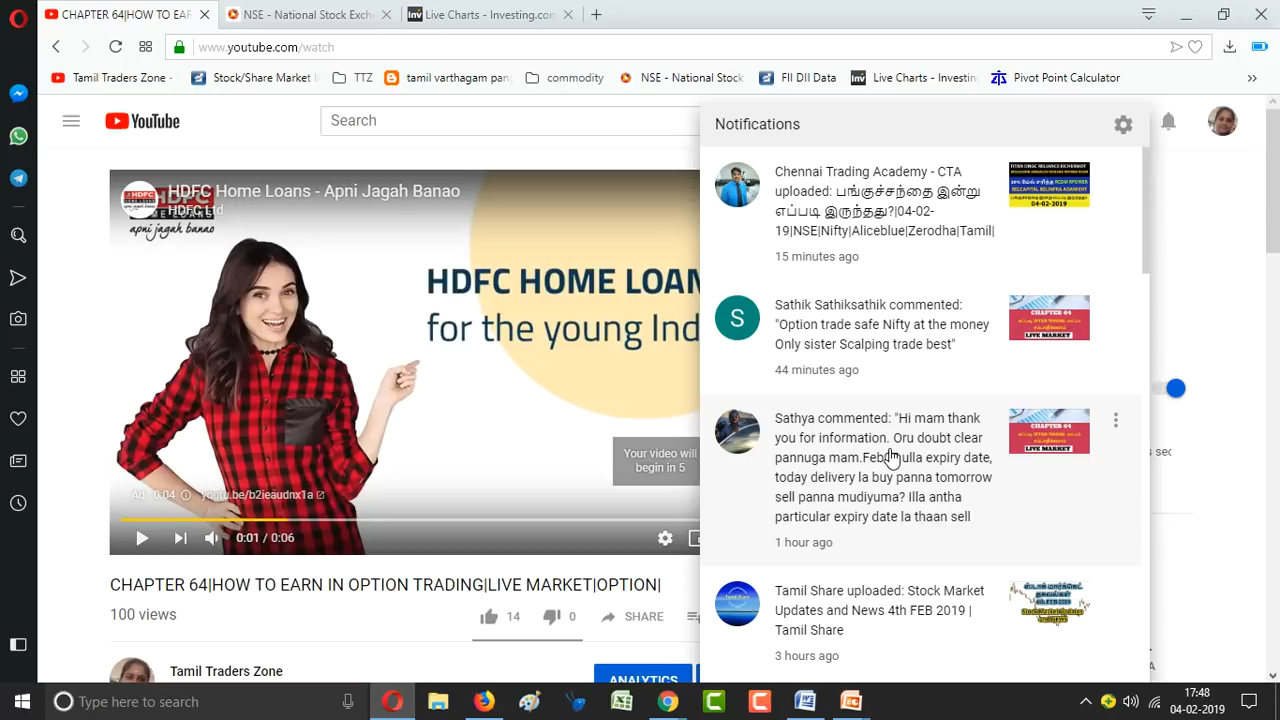 CHAPTER 64|HOW TO EAR
NSE - National Stock Exch
Live Charts - Investing.com
www.youtube.com/watch
Tamil Traders Zone -
Stock/Share Market I
TTZ
tamil varthagam pan
commodity
NSE - National Stock
FII DII Data
Inv
Live Charts - Investin
Pivot Point Calculator
YouTube
Search
Notifications
HDFC Home Loans - Apni Jagah Banao
HDFC Ltd
apni jagah banao
HDFC HOME LOAN
for the young Ind
Your video will
begin in 5
Ad · 0:04
youtu.be/b2ieaudnx1a
0:01 / 0:06
CHAPTER 64|HOW TO EARN IN OPTION TRADING|LIVE MARKET|OPTION|
100 views
14
0
SHARE
Tamil Traders Zone
ANALYTICS
Chennai Trading Academy - CTA
uploaded:
எப்படி இருந்தது?|04-02-
19|NSE|Nifty|Aliceblue|Zerodha|Tamil|
15 minutes ago
04-02-2019
S
Sathik Sathiksathik commented:
"Option trade safe Nifty at the money
Only sister Scalping trade best"
44 minutes ago
CHAPTER 64
LIVE MARKET
Sathya commented: "Hi mam thank
you for information. Oru doubt clear
pannuga mam.Feb ulla expiry date,
today delivery la buy panna tomorrow
sell panna mudiyuma? Illa antha
particular expiry date la thaan sell
1 hour ago
CHAPTER 64
LIVE MARKET
Tamil Share uploaded: Stock Market
Updates and News 4th FEB 2019 |
Tamil Share
3 hours ago
Type here to search
17:48
04-02-2019